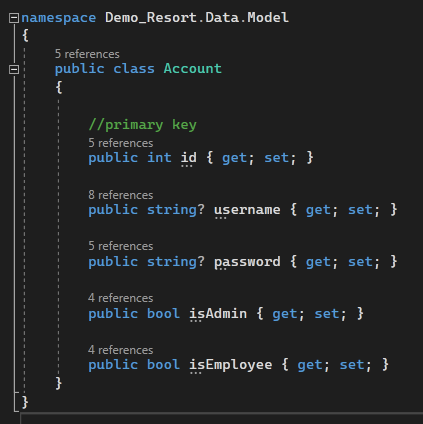 namespace Demo_Resort.Data.Model
{
5 references
public class Account
{
//primary key
5 references
public int id { get; set; }
8 references
public string? username { get; set; }
5 references
public string? password { get; set; }
4 references
public bool isAdmin { get; set; }
4 references
public bool isEmployee { get; set; }
}
}